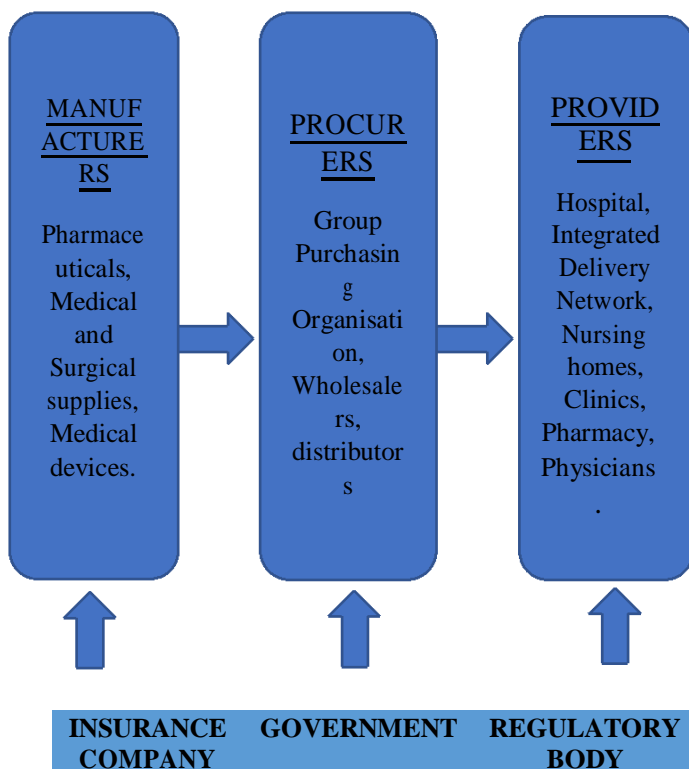 MANUF
ACTURE
RS
Pharmace
uticals,
Medical
and
Surgical
supplies,
Medical
devices.
PROCUR
ERS
Group
Purchasin
g
Organisati
on,
Wholesale
rs,
distributor
s
PROVID
ERS
Hospital,
Integrated
Delivery
Network,
Nursing
homes,
Clinics,
Pharmacy,
Physicians
.
INSURANCE
COMPANY
GOVERNMENT
REGULATORY
BODY